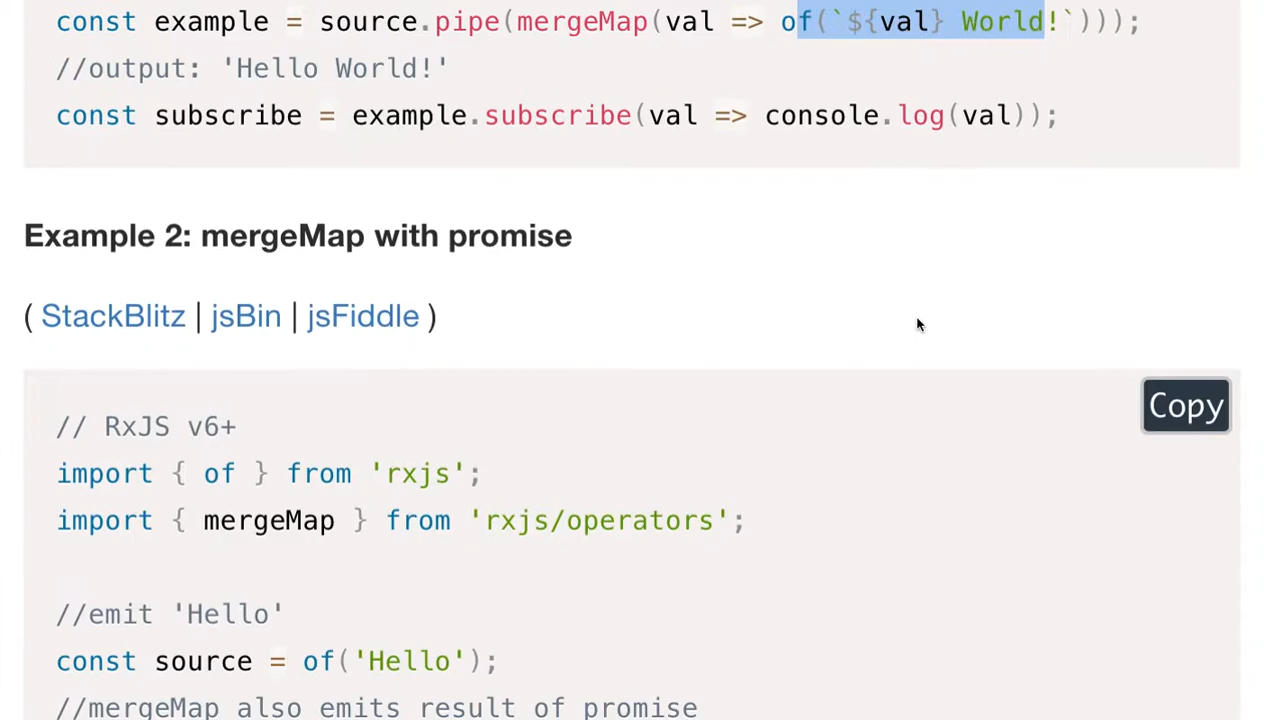 const example = source.pipe(mergeMap(val => of(`${val} World!`)));
//output: 'Hello World!'
const subscribe = example.subscribe(val => console.log(val));
Example 2: mergeMap with promise
( StackBlitz | jsBin | jsFiddle )
Copy
// RxJS v6+
import { of } from 'rxjs';
import { mergeMap } from 'rxjs/operators';
//emit 'Hello'
const source = of('Hello');
//mergeMap also emits result of promise